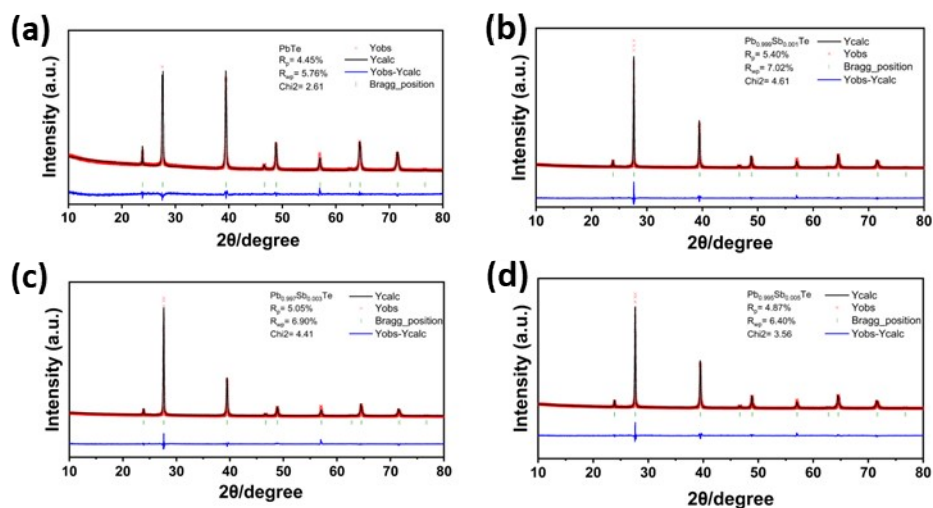 (a)
Intensity (a.u.)
PbTe
Rp= 4.45%
Rwp= 5.76%
Chi2= 2.61
Yobs
Ycalc
Yobs-Ycalc
Bragg_position
10 20 30 40 50 60 70 80
2θ/degree
(b)
Intensity (a.u.)
Pb0.999Sb0.001Te
Rp= 5.40%
Rwp= 7.02%
Chi2= 4.61
Ycalc
Yobs
Bragg_position
Yobs-Ycalc
10 20 30 40 50 60 70 80
2θ/degree
(c)
Intensity (a.u.)
Pb0.997Sb0.003Te
Rp= 5.05%
Rwp= 6.90%
Chi2= 4.41
Ycalc
Yobs
Bragg_position
Yobs-Ycalc
10 20 30 40 50 60 70 80
2θ/degree
(d)
Intensity (a.u.)
Pb0.995Sb0.005Te
Rp= 4.87%
Rwp= 6.40%
Chi2= 3.56
Ycalc
Yobs
Bragg_position
Yobs-Ycalc
10 20 30 40 50 60 70 80
2θ/degree